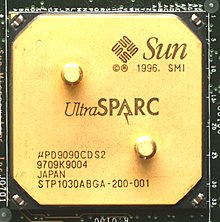 Sun
©® 1996, SMI
UltraSPARC
μPD9090CDS2
9709K9004
JAPAN
STP1030ABGA-200-001